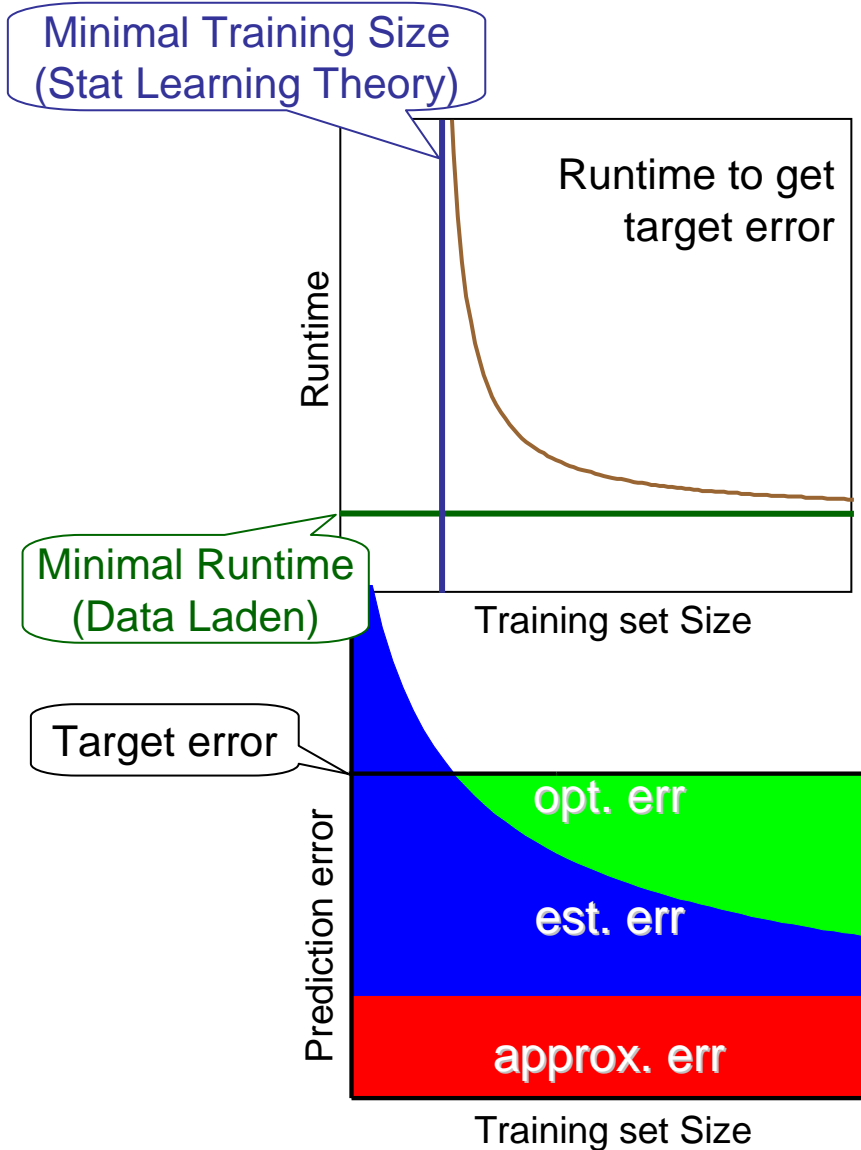 Minimal Training Size
(Stat Learning Theory)
Runtime to get
target error
Runtime
Minimal Runtime
(Data Laden)
Training set Size
Target error
opt. err
est. err
approx. err
Prediction error
Training set Size